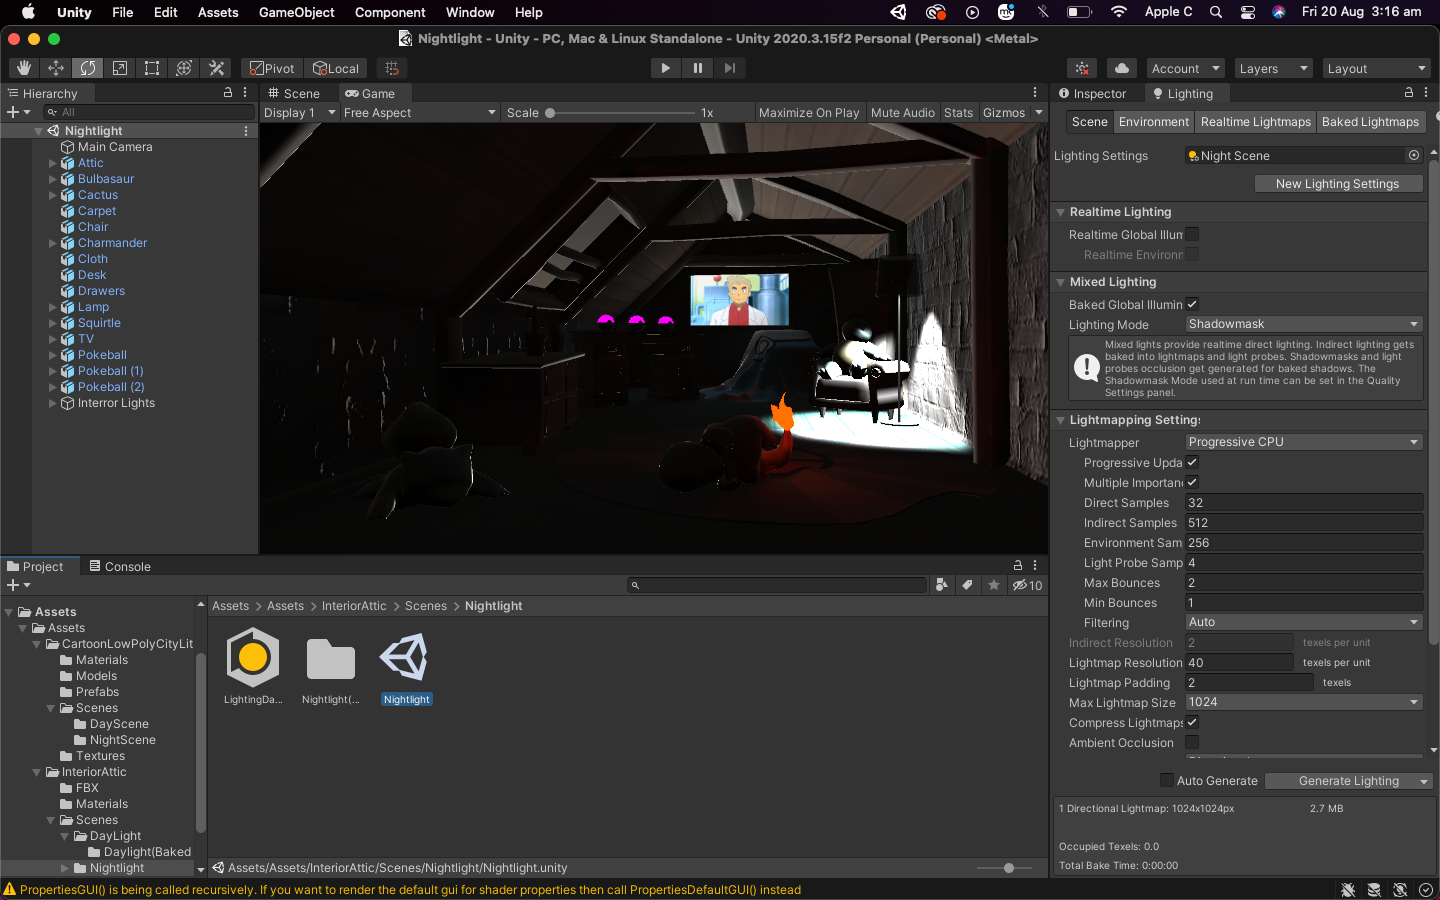 Unity File Edit Assets GameObject Component Window Help Apple C Fri 20 Aug 3:16 am
Nightlight - Unity - PC, Mac & Linux Standalone - Unity 2020.3.15f2 Personal (Personal) <Metal>
Pivot Local Account Layers Layout
Hierarchy
All
Nightlight
Main Camera
Attic
Bulbasaur
Cactus
Carpet
Chair
Charmander
Cloth
Desk
Drawers
Lamp
Squirtle
TV
Pokeball
Pokeball (1)
Pokeball (2)
Interror Lights
Scene Game
Display 1 Free Aspect Scale 1x Maximize On Play Mute Audio Stats Gizmos
Inspector Lighting
Scene Environment Realtime Lightmaps Baked Lightmaps
Lighting Settings Night Scene
New Lighting Settings
Realtime Lighting
Realtime Global Illum
Realtime Environm
Mixed Lighting
Baked Global Illumin
Lighting Mode Shadowmask
Mixed lights provide realtime direct lighting. Indirect lighting gets
baked into lightmaps and light probes. Shadowmasks and light
probes occlusion get generated for baked shadows. The
Shadowmask Mode used at run time can be set in the Quality
Settings panel.
Lightmapping Settings
Lightmapper Progressive CPU
Progressive Upda
Multiple Importan
Direct Samples 32
Indirect Samples 512
Environment Sam 256
Light Probe Samp 4
Max Bounces 2
Min Bounces 1
Filtering Auto
Indirect Resolution 2 texels per unit
Lightmap Resolution 40 texels per unit
Lightmap Padding 2 texels
Max Lightmap Size 1024
Compress Lightmaps
Ambient Occlusion
Auto Generate Generate Lighting
1 Directional Lightmap: 1024x1024px 2.7 MB
Occupied Texels: 0.0
Total Bake Time: 0:00:00
Project Console
10
Assets
Assets
CartoonLowPolyCityLit
Materials
Models
Prefabs
Scenes
DayScene
NightScene
Textures
InteriorAttic
FBX
Materials
Scenes
DayLight
Daylight(Baked
Nightlight
Assets > Assets > InteriorAttic > Scenes > Nightlight
LightingDa... Nightlight(... Nightlight
Assets/Assets/InteriorAttic/Scenes/Nightlight/Nightlight.unity
PropertiesGUI() is being called recursively. If you want to render the default gui for shader properties then call PropertiesDefaultGUI() instead